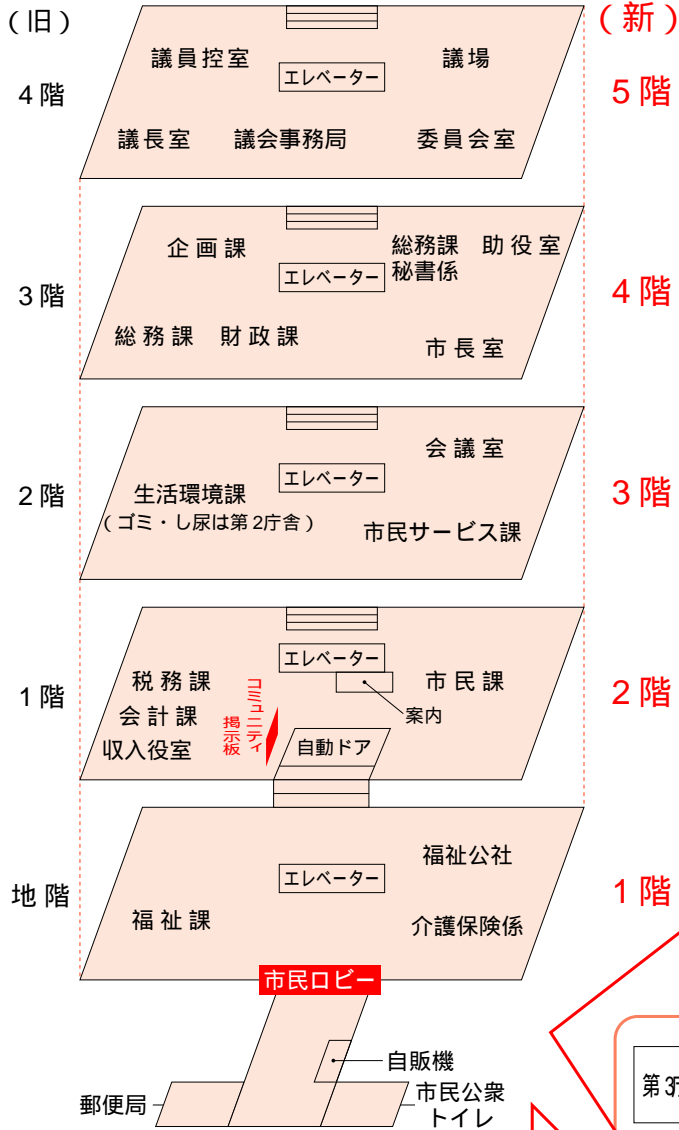 (旧)
(新)
4階
議員控室
エレベーター
議場
5階
議長室
議会事務局
委員会室
3階
企画課
エレベーター
総務課
秘書係
助役室
4階
総務課
財政課
市長室
2階
会議室
エレベーター
生活環境課
(ゴミ・し尿は第2庁舎)
市民サービス課
3階
1階
エレベーター
税務課
会計課
収入役室
コミュニティ
掲示板
市民課
案内
自動ドア
2階
地階
福祉公社
エレベーター
福祉課
介護保険係
1階
市民ロビー
自販機
郵便局
市民公衆
トイレ